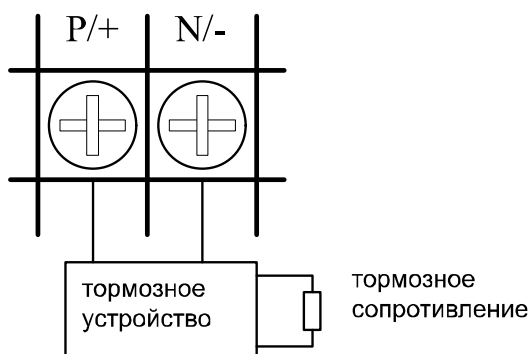 P/+ N/-
тормозное
устройство
тормозное
сопротивление